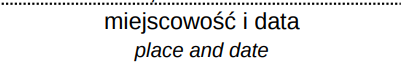 miejscowość i data
place and date